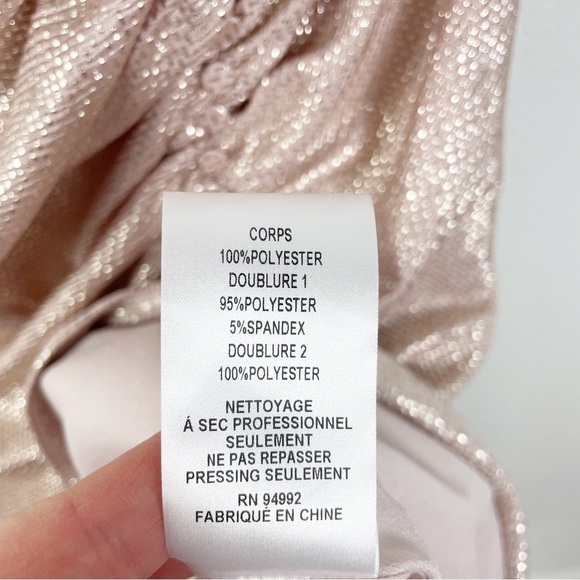 CORPS
100%POLYESTER
DOUBLURE 1
95%POLYESTER
5%SPANDEX
DOUBLURE 2
100%POLYESTER
NETTOYAGE
Á SEC PROFESSIONNEL
SEULEMENT
NE PAS REPASSER
PRESSING SEULEMENT
RN 94992
FABRIQUÉ EN CHINE